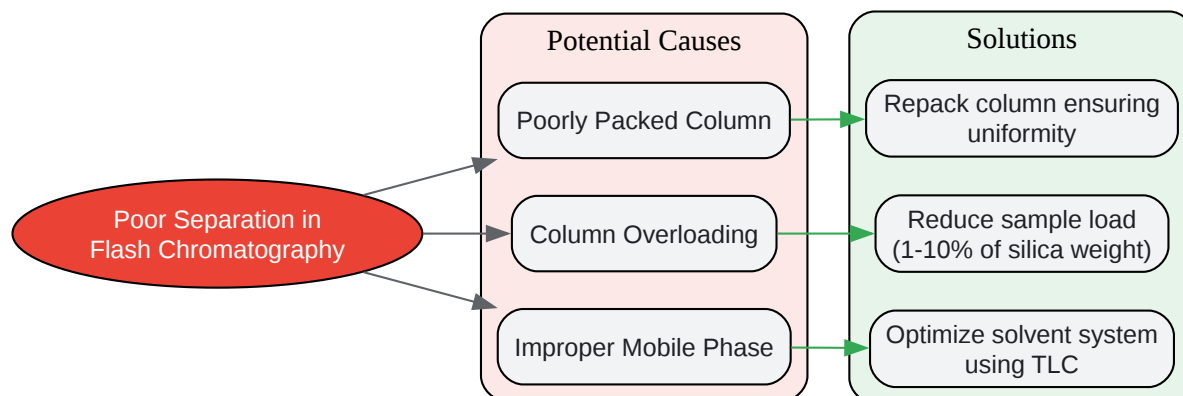 Poor Separation in
Flash Chromatography
Potential Causes
Poorly Packed Column
Column Overloading
Improper Mobile Phase
Solutions
Repack column ensuring
uniformity
Reduce sample load
(1-10% of silica weight)
Optimize solvent system
using TLC